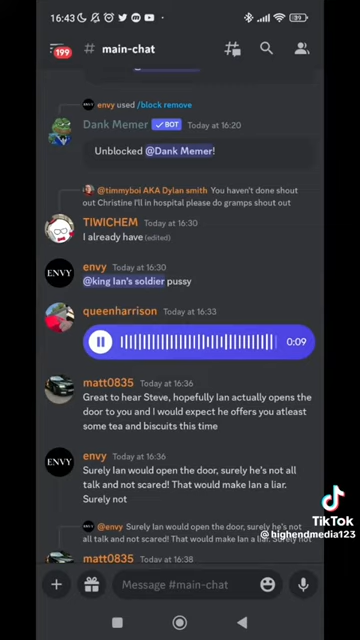 16:43
39
199
# main-chat
envy used /block remove
Dank Memer BOT Today at 16:20
Unblocked @Dank Memer!
@timmyboi AKA Dylan smith You haven't done shout
out Christine I'll in hospital please do gramps shout out
TIWICHEM Today at 16:30
I already have (edited)
ENVY
envy Today at 16:30
@king Ian's soldier pussy
queenharrison Today at 16:33
0:09
matt0835 Today at 16:36
Great to hear Steve, hopefully Ian actually opens the
door to you and I would expect he offers you atleast
some tea and biscuits this time
ENVY
envy Today at 16:36
Surely Ian would open the door, surely he's not all
talk and not scared! That would make Ian a liar.
Surely not
TikTok
@highendmedia123
@envy Surely Ian would open the door, surely he's not
all talk and not scared! That would make Ian a liar. Surely not
matt0835 Today at 16:38
Message #main-chat